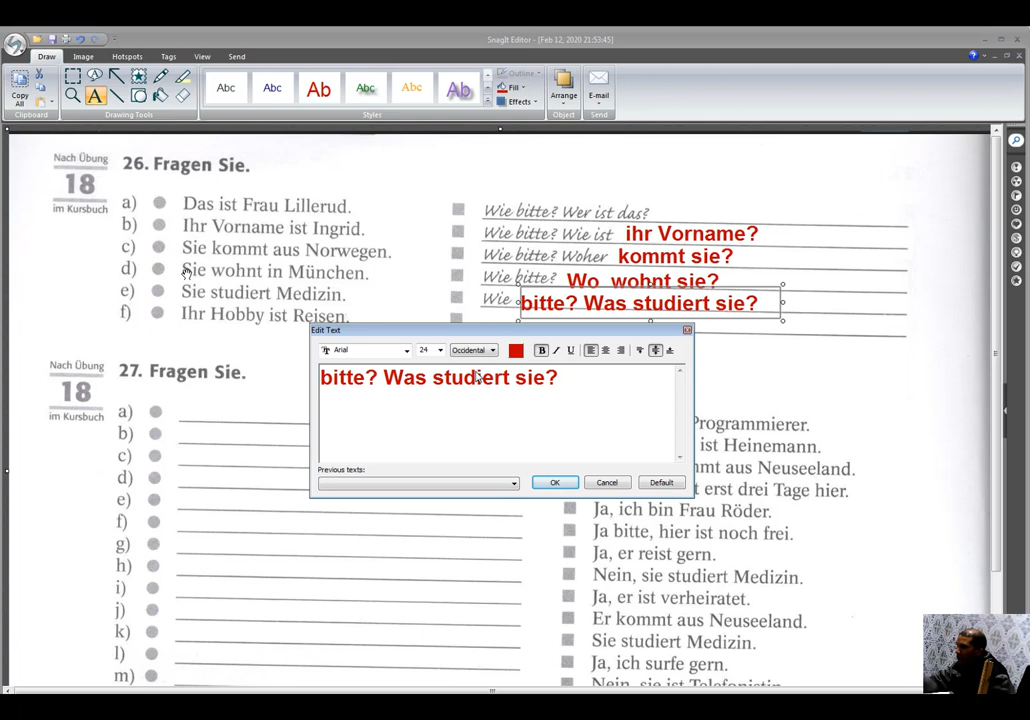 SnagIt Editor - [Feb 12, 2020 21:53:45]
Draw Image Hotspots Tags View Send
Copy All
Abc Abc Abc Abc Abc Abc
Outline
Fill
Effects
Arrange
E-mail
Clipboard Drawing Tools Styles Object Send
Nach Übung
18
im Kursbuch
26. Fragen Sie.
a) Das ist Frau Lillerud. Wie bitte? Wer ist das?
b) Ihr Vorname ist Ingrid. Wie bitte? Wie ist ihr Vorname?
c) Sie kommt aus Norwegen. Wie bitte? Woher kommt sie?
d) Sie wohnt in München. Wie bitte? Wo wohnt sie?
e) Sie studiert Medizin. Wie bitte? Was studiert sie?
f) Ihr Hobby ist Reisen.
Edit Text
Arial 24 Occidental B I U
bitte? Was studiert sie?
Previous texts:
OK Cancel Default
Nach Übung
18
im Kursbuch
27. Fragen Sie.
a)
b)
c)
d)
e)
f)
g)
h)
i)
j)
k)
l)
m)
Programmierer.
ist Heinemann.
mmt aus Neuseeland.
t erst drei Tage hier.
Ja, ich bin Frau Röder.
Ja bitte, hier ist noch frei.
Ja, er reist gern.
Nein, sie studiert Medizin.
Ja, er ist verheiratet.
Er kommt aus Neuseeland.
Sie studiert Medizin.
Ja, ich surfe gern.
Nein, sie ist Telefonistin